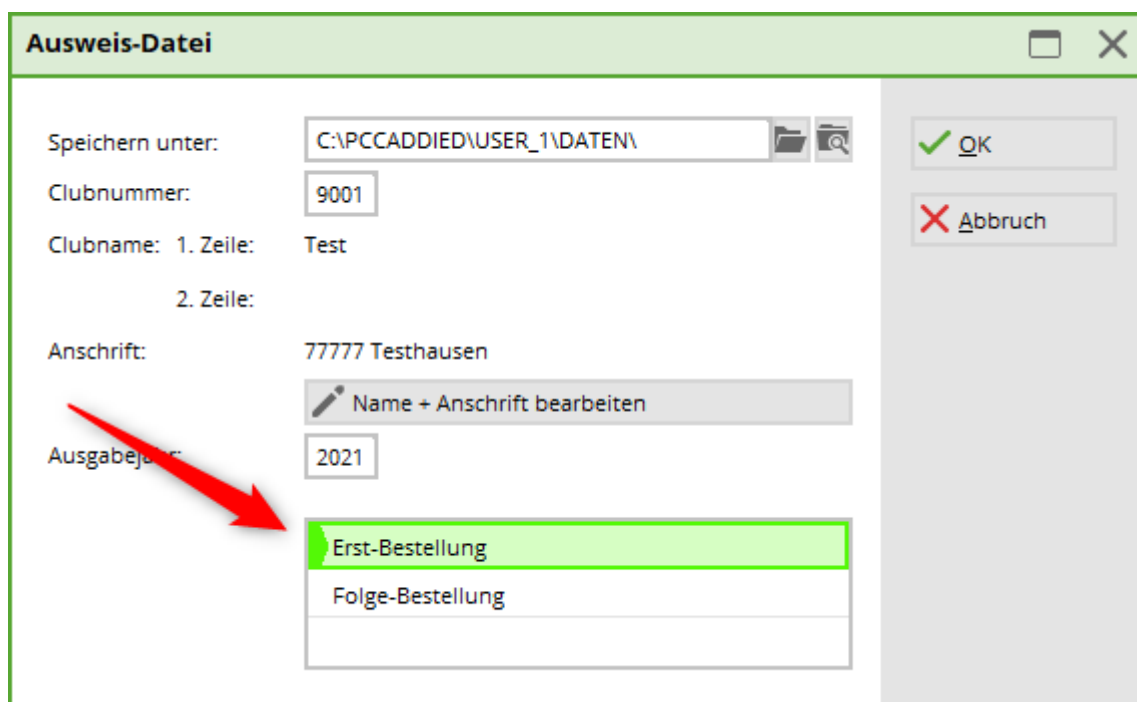 Ausweis-Datei
Speichern unter: C:\PCCADDIED\USER_1\DATEN\
Clubnummer: 9001
Clubname: 1. Zeile: Test
2. Zeile:
Anschrift: 77777 Testhausen
Name + Anschrift bearbeiten
Ausgabejahr: 2021
Erst-Bestellung
Folge-Bestellung
OK
Abbruch